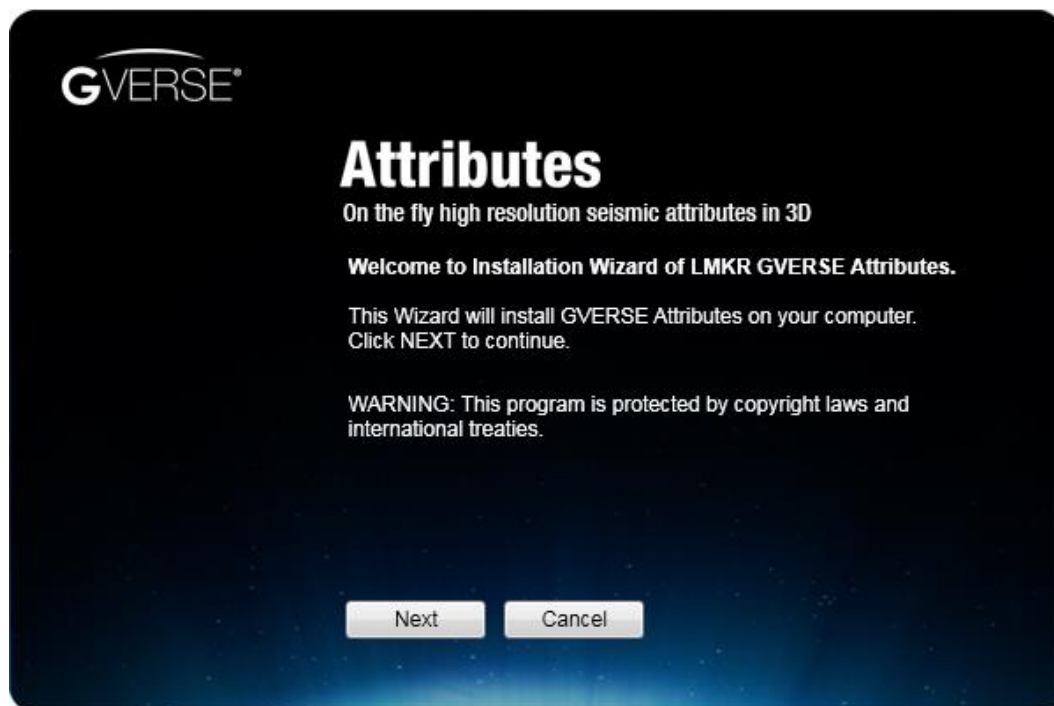 GVERSE®
Attributes
On the fly high resolution seismic attributes in 3D
Welcome to Installation Wizard of LMKR GVERSE Attributes.
This Wizard will install GVERSE Attributes on your computer.
Click NEXT to continue.
WARNING: This program is protected by copyright laws and
international treaties.
Next
Cancel